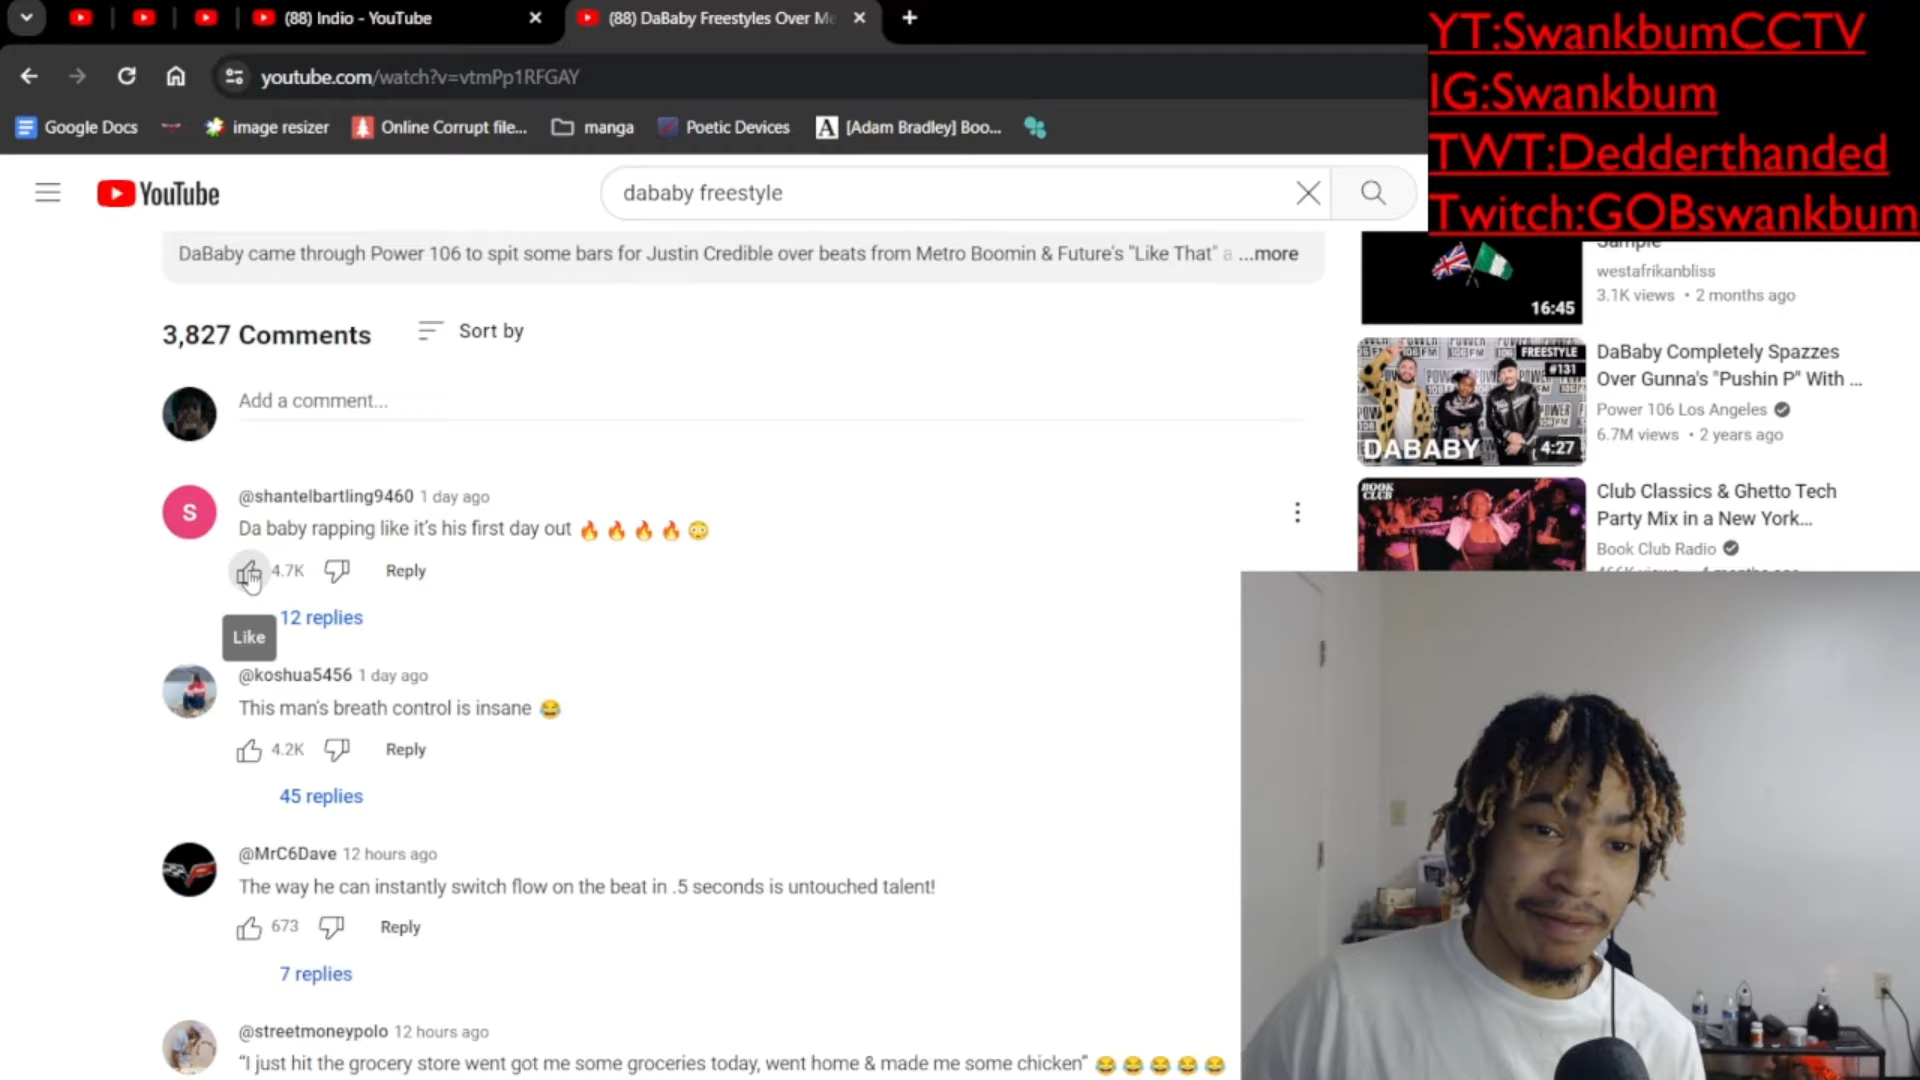 (88) Indio - YouTube
(88) DaBaby Freestyles Over Me
youtube.com/watch?v=vtmPp1RFGAY
Google Docs
image resizer
Online Corrupt file...
manga
Poetic Devices
[Adam Bradley] Boo...
YT:SwankbumCCTV
IG:Swankbum
TWT:Dedderthanded
Twitch:GOBswankbum
YouTube
dababy freestyle
DaBaby came through Power 106 to spit some bars for Justin Credible over beats from Metro Boomin & Future's "Like That" a ...more
3,827 Comments
Sort by
Add a comment...
S
@shantelbartling9460 1 day ago
Da baby rapping like it's his first day out 🔥🔥🔥🔥😳
4.7K
Reply
12 replies
Like
@koshua5456 1 day ago
This man's breath control is insane 😂
4.2K
Reply
45 replies
@MrC6Dave 12 hours ago
The way he can instantly switch flow on the beat in .5 seconds is untouched talent!
673
Reply
7 replies
@streetmoneypolo 12 hours ago
“I just hit the grocery store went got me some groceries today, went home & made me some chicken” 😂😂😂😂😂
Sample
westafrikanbliss
3.1K views • 2 months ago
16:45
DaBaby Completely Spazzes
Over Gunna's "Pushin P" With ...
Power 106 Los Angeles
6.7M views • 2 years ago
FREESTYLE
#131
DABABY
4:27
Club Classics & Ghetto Tech
Party Mix in a New York...
Book Club Radio
BOOK
CLUB